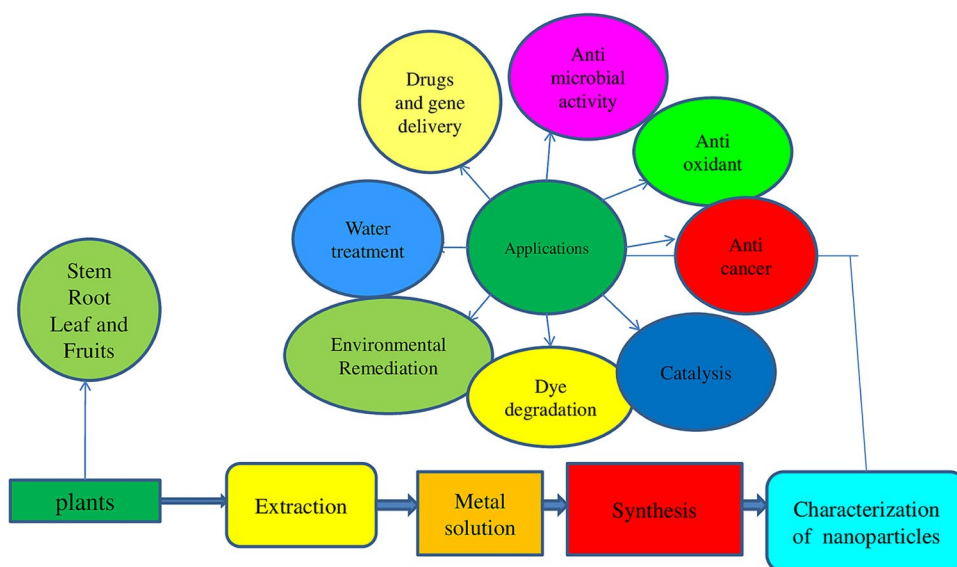 Anti
microbial
activity
Drugs
and gene
delivery
Anti
oxidant
Water
treatment
Applications
Anti
cancer
Stem
Root
Leaf and
Fruits
Environmental
Remediation
Dye
degradation
Catalysis
plants
Extraction
Metal
solution
Synthesis
Characterization
of nanoparticles